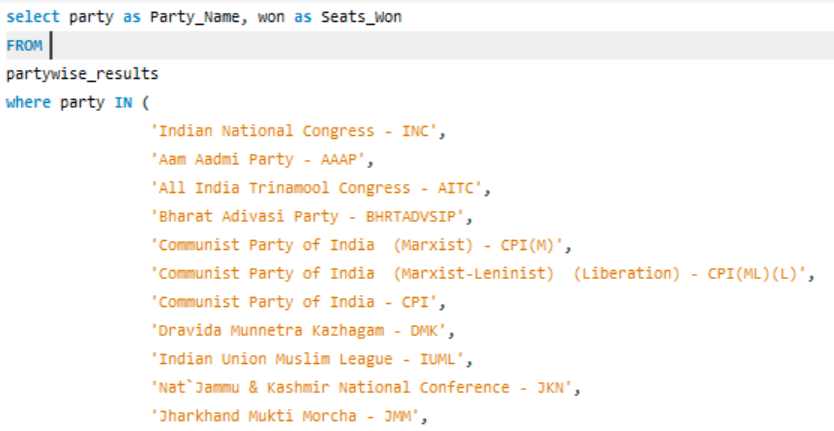 select party as Party_Name, won as Seats_Won
FROM
partywise_results
where party IN (
'Indian National Congress - INC',
'Aam Aadmi Party - AAAP',
'All India Trinamool Congress - AITC',
'Bharat Adivasi Party - BHRTADVSIP',
'Communist Party of India  (Marxist) - CPI(M)',
'Communist Party of India  (Marxist-Leninist)  (Liberation) - CPI(ML)(L)',
'Communist Party of India - CPI',
'Dravida Munnetra Kazhagam - DMK',
'Indian Union Muslim League - IUML',
'Nat`Jammu & Kashmir National Conference - JKN',
'Jharkhand Mukti Morcha - JMM',